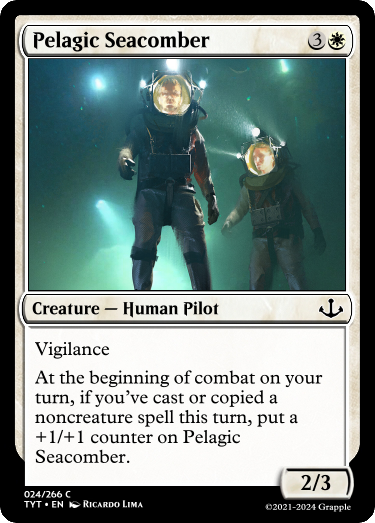 Pelagic Seacomber 3
Creature — Human Pilot
Vigilance
At the beginning of combat on your
turn, if you've cast or copied a
noncreature spell this turn, put a
+1/+1 counter on Pelagic
Seacomber.
2/3
024/266 C
TYT • EN Ricardo Lima
©2021-2024 Grapple